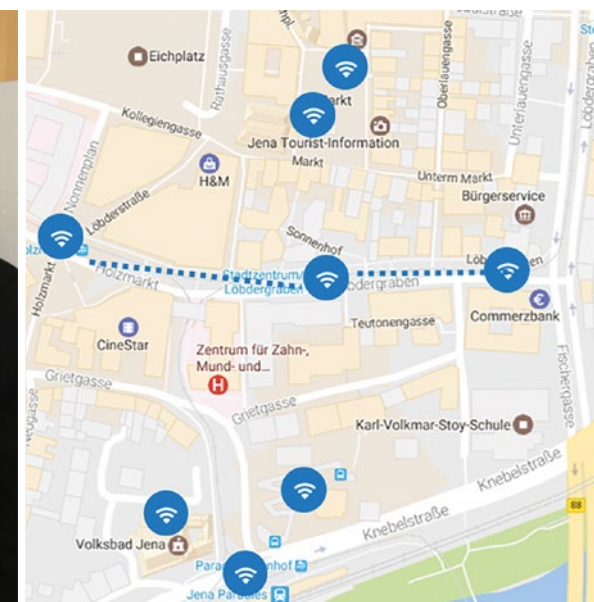 Eichplatz
Rathausgasse
Oberlauengasse
Unterlauengasse
Löbdergraben
Kollegiengasse
Jena Tourist-Information
Markt
H&M
Nonnenplan
Löbderstraße
Unterm Markt
Bürgerservice
Sonnenhof
Holzmarkt
Holzmarkt
Stadtzentrum/
Löbdergraben
Teutonengasse
Commerzbank
CineStar
Zentrum für Zahn-,
Mund- und...
H
Fischergasse
Grietgasse
Grietgasse
Neugasse
Karl-Volkmar-Stoy-Schule
Knebelstraße
88
Knebelstraße
Volksbad Jena
Jena Paradies